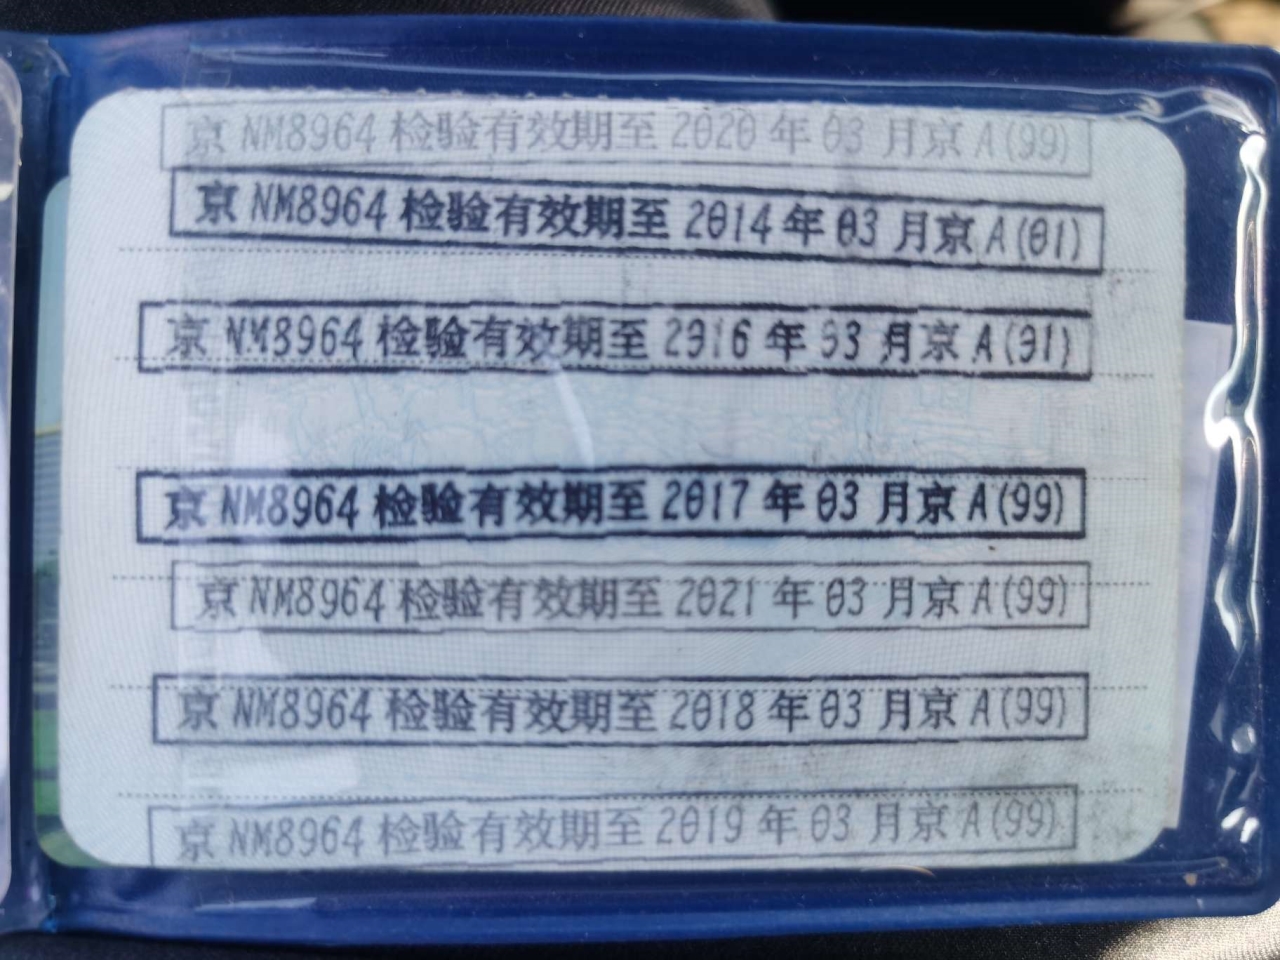 京 NM8964 检验有效期至 2020 年 03 月京 A(99)
京 NM8964 检验有效期至 2014 年 03 月京 A(01)
京 NM8964 检验有效期至 2016 年 03 月京 A(01)
京 NM8964 检验有效期至 2017 年 03 月京 A(99)
京 NM8964 检验有效期至 2021 年 03 月京 A(99)
京 NM8964 检验有效期至 2018 年 03 月京 A(99)
京 NM8964 检验有效期至 2019 年 03 月京 A(99)